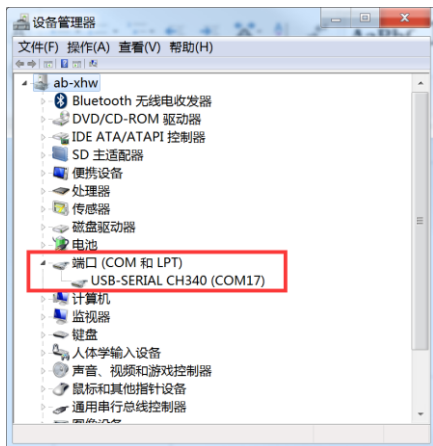 设备管理器
文件(F) 操作(A) 查看(V) 帮助(H)
ab-xhw
Bluetooth 无线电收发器
DVD/CD-ROM 驱动器
IDE ATA/ATAPI 控制器
SD 主适配器
便携设备
处理器
传感器
磁盘驱动器
电池
端口 (COM 和 LPT)
USB-SERIAL CH340 (COM17)
计算机
监视器
键盘
人体学输入设备
声音、视频和游戏控制器
鼠标和其他指针设备
通用串行总线控制器
图像设备